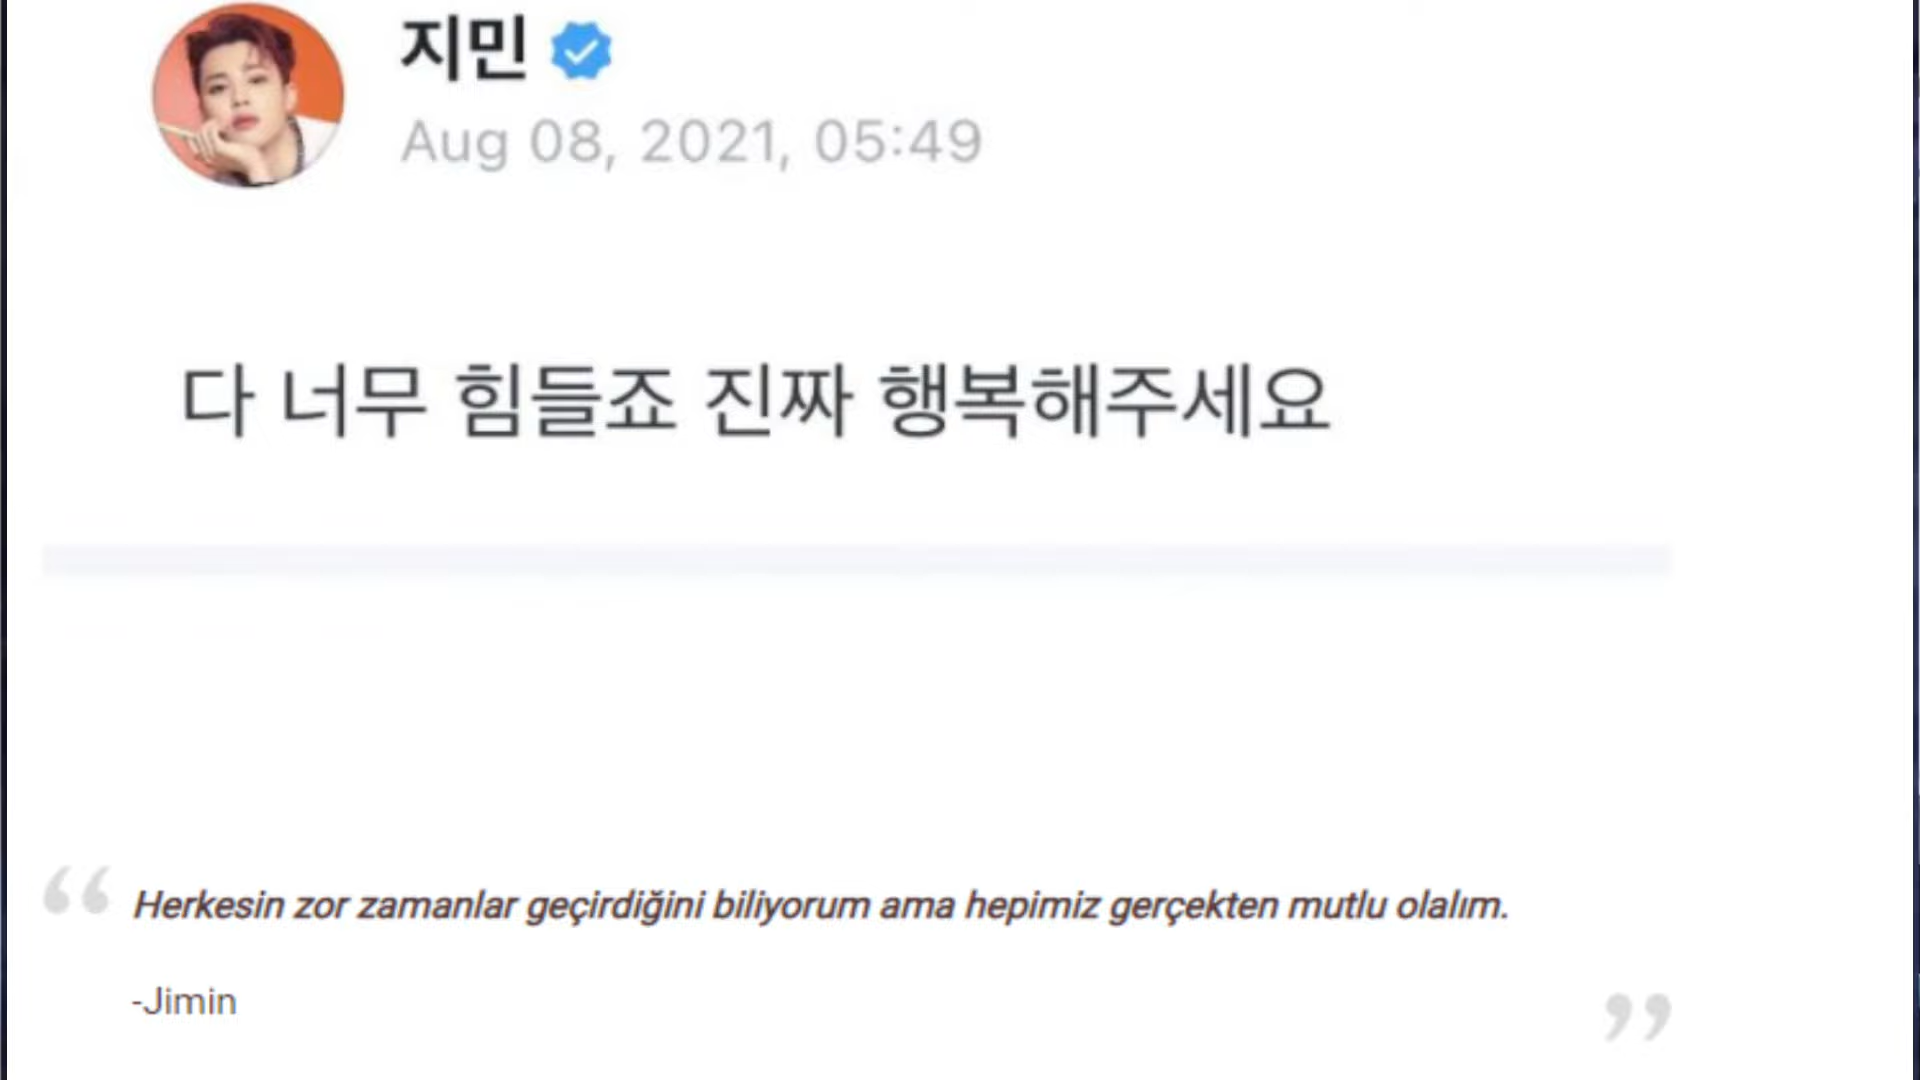 지민
Aug 08, 2021, 05:49
다 너무 힘들죠 진짜 행복해주세요
“ Herkesin zor zamanlar geçirdiğini biliyorum ama hepimiz gerçekten mutlu olalım.
-Jimin ”